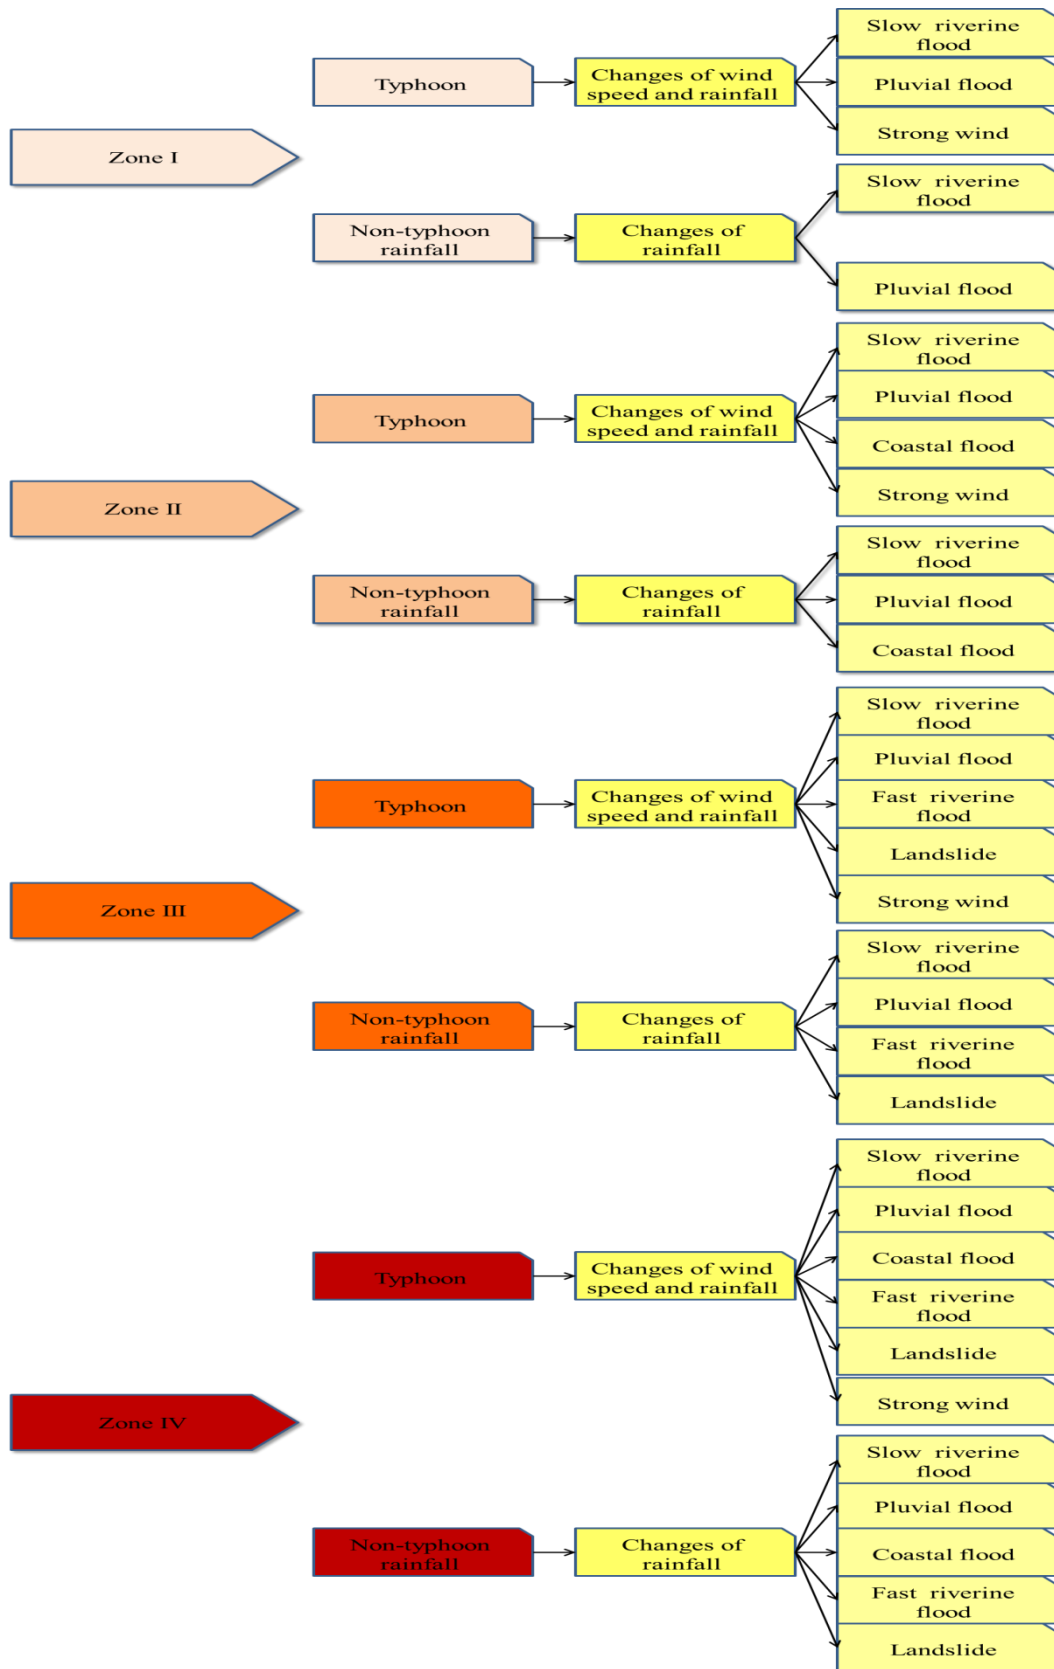 Zone I
Typhoon
Changes of wind
speed and rainfall
Slow riverine
flood
Pluvial flood
Strong wind
Non-typhoon
rainfall
Changes of
rainfall
Slow riverine
flood
Pluvial flood
Zone II
Typhoon
Changes of wind
speed and rainfall
Slow riverine
flood
Pluvial flood
Coastal flood
Strong wind
Non-typhoon
rainfall
Changes of
rainfall
Slow riverine
flood
Pluvial flood
Coastal flood
Zone III
Typhoon
Changes of wind
speed and rainfall
Slow riverine
flood
Pluvial flood
Fast riverine
flood
Landslide
Strong wind
Non-typhoon
rainfall
Changes of
rainfall
Slow riverine
flood
Pluvial flood
Fast riverine
flood
Landslide
Zone IV
Typhoon
Changes of wind
speed and rainfall
Slow riverine
flood
Pluvial flood
Coastal flood
Fast riverine
flood
Landslide
Strong wind
Non-typhoon
rainfall
Changes of
rainfall
Slow riverine
flood
Pluvial flood
Coastal flood
Fast riverine
flood
Landslide